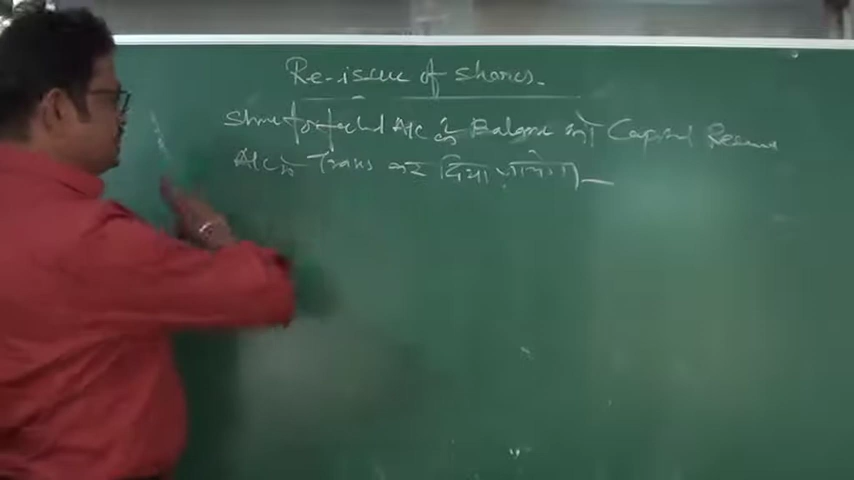 Re-issue of shares.
Share forfeited A/c के Balance को Capital Reserve
A/c में Trans कर दिया जायेगा —